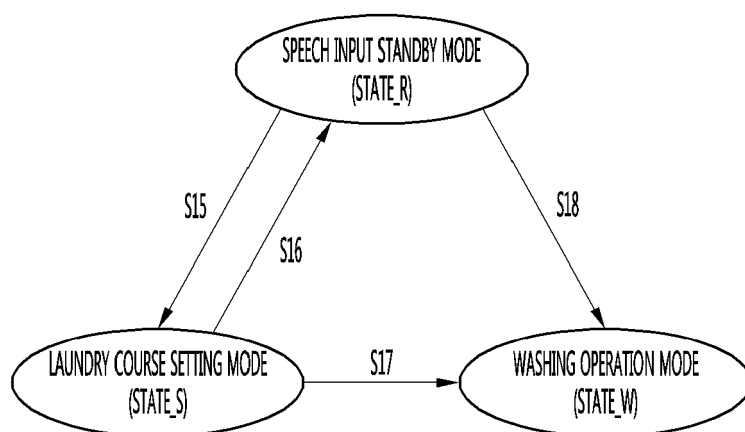 SPEECH INPUT STANDBY MODE
(STATE_R)
S15
S16
S18
LAUNDRY COURSE SETTING MODE
(STATE_S)
S17
WASHING OPERATION MODE
(STATE_W)